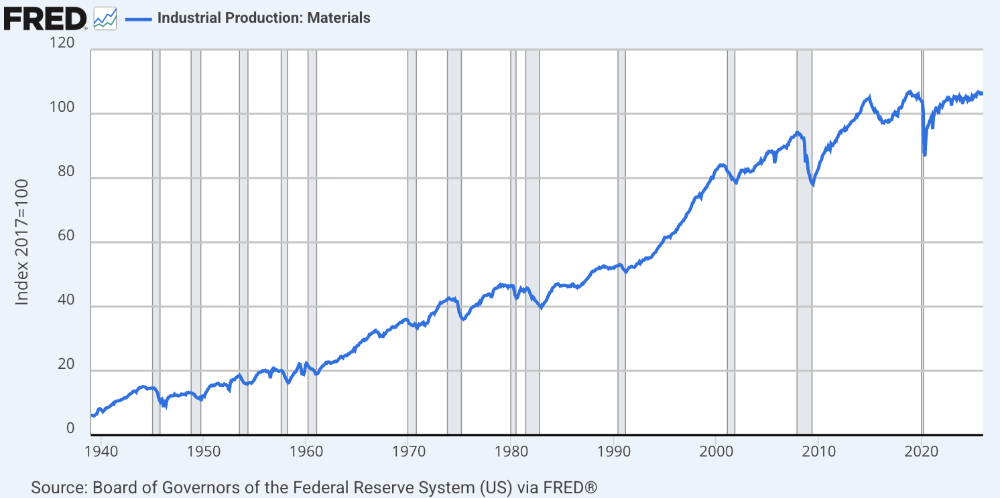 FRED® Industrial Production: Materials
120
100
80
60
40
20
0
Index 2017=100
1940 1950 1960 1970 1980 1990 2000 2010 2020
Source: Board of Governors of the Federal Reserve System (US) via FRED®